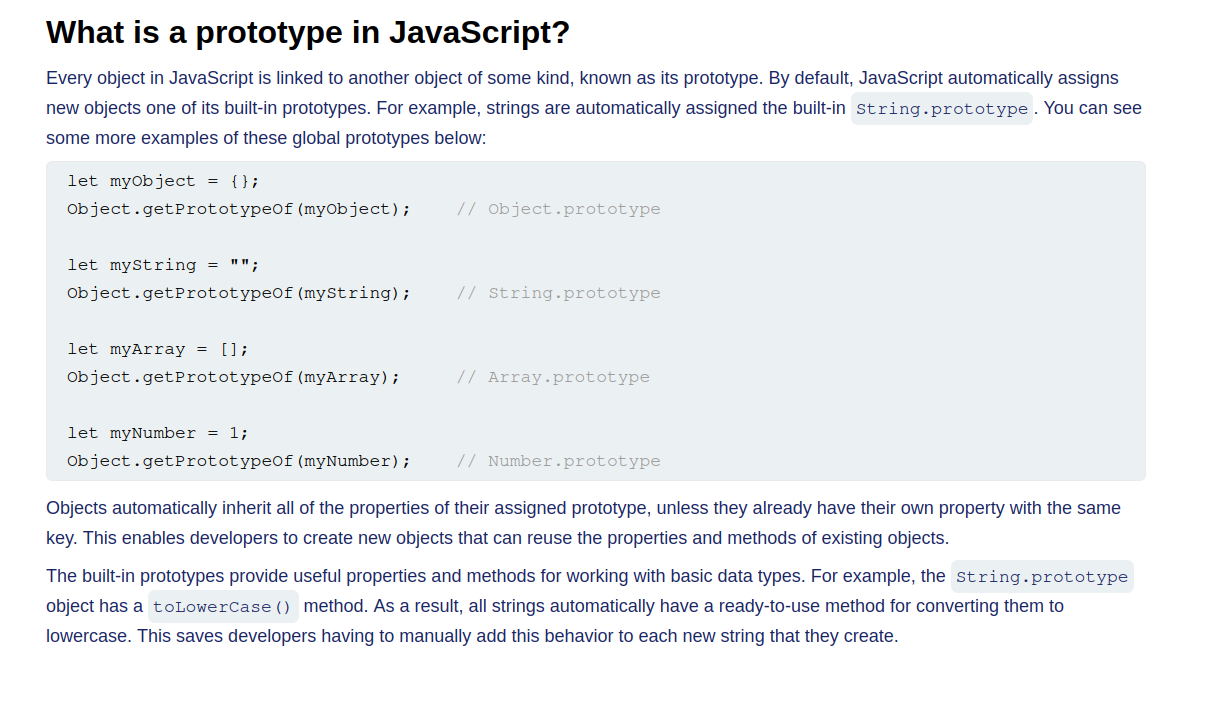 What is a prototype in JavaScript?
Every object in JavaScript is linked to another object of some kind, known as its prototype. By default, JavaScript automatically assigns
new objects one of its built-in prototypes. For example, strings are automatically assigned the built-in String.prototype. You can see
some more examples of these global prototypes below:
let myObject = {};
Object.getPrototypeOf(myObject);    // Object.prototype
let myString = "";
Object.getPrototypeOf(myString);    // String.prototype
let myArray = [];
Object.getPrototypeOf(myArray);     // Array.prototype
let myNumber = 1;
Object.getPrototypeOf(myNumber);    // Number.prototype
Objects automatically inherit all of the properties of their assigned prototype, unless they already have their own property with the same
key. This enables developers to create new objects that can reuse the properties and methods of existing objects.
The built-in prototypes provide useful properties and methods for working with basic data types. For example, the String.prototype
object has a toLowerCase() method. As a result, all strings automatically have a ready-to-use method for converting them to
lowercase. This saves developers having to manually add this behavior to each new string that they create.